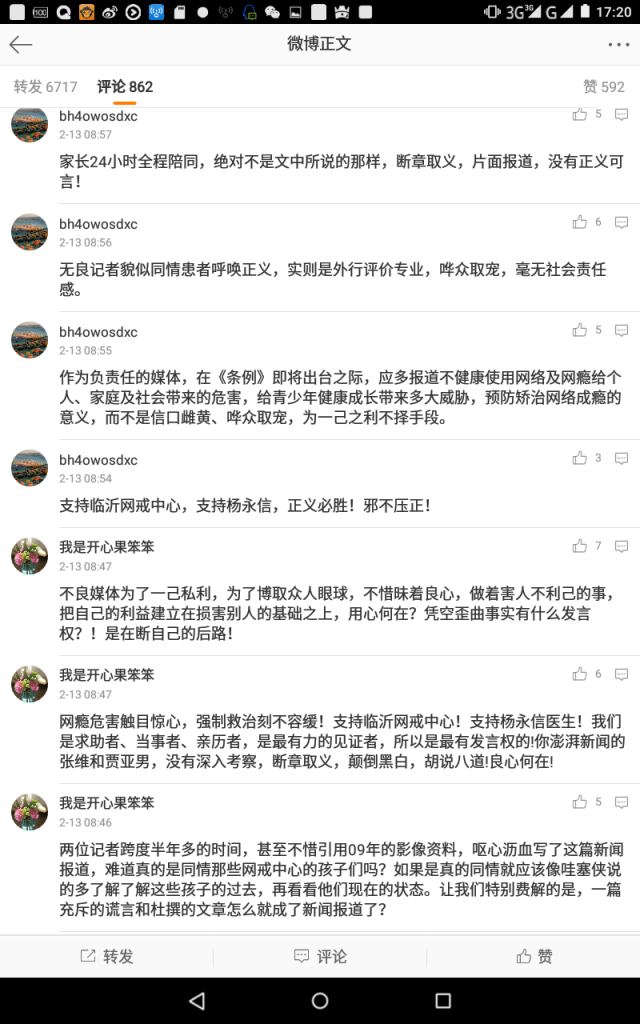 3G 3G G 17:20
微博正文
转发 6717 评论 862 赞 592
bh4owosdxc 5
2-13 08:57
家长24小时全程陪同，绝对不是文中所说的那样，断章取义，片面报道，没有正义可
言！
bh4owosdxc 6
2-13 08:56
无良记者貌似同情患者呼唤正义，实则是外行评价专业，哗众取宠，毫无社会责任
感。
bh4owosdxc 5
2-13 08:55
作为负责任的媒体，在《条例》即将出台之际，应多报道不健康使用网络及网瘾给个
人、家庭及社会带来的危害，给青少年健康成长带来多大威胁，预防矫治网络成瘾的
意义，而不是信口雌黄、哗众取宠，为一己之利不择手段。
bh4owosdxc 3
2-13 08:54
支持临沂网戒中心，支持杨永信，正义必胜！邪不压正！
我是开心果笨笨 7
2-13 08:47
不良媒体为了一己私利，为了博取众人眼球，不惜昧着良心，做着害人不利己的事，
把自己的利益建立在损害别人的基础之上，用心何在？凭空歪曲事实有什么发言
权？！是在断自己的后路！
我是开心果笨笨 6
2-13 08:47
网瘾危害触目惊心，强制救治刻不容缓！支持临沂网戒中心！支持杨永信医生！我们
是求助者、当事者、亲历者，是最有力的见证者，所以是最有发言权的!你澎湃新闻的
张维和贾亚男，没有深入考察，断章取义，颠倒黑白，胡说八道!良心何在!
我是开心果笨笨 5
2-13 08:46
两位记者跨度半年多的时间，甚至不惜引用09年的影像资料，呕心沥血写了这篇新闻
报道，难道真的是同情那些网戒中心的孩子们吗？如果是真的同情就应该像哇塞侠说
的多了解了解这些孩子的过去，再看看他们现在的状态。让我们特别费解的是，一篇
充斥的谎言和杜撰的文章怎么就成了新闻报道了？
转发 评论 赞